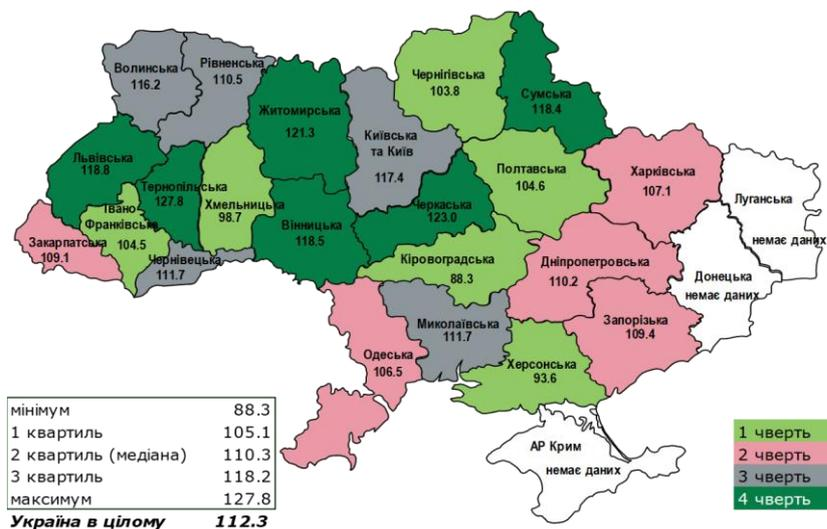 Волинська
116.2
Рівненська
110.5
Житомирська
121.3
Київська
та Київ
117.4
Чернігівська
103.8
Сумська
118.4
Львівська
118.8
Тернопільська
127.8
Хмельницька
98.7
Івано-
Франківська
104.5
Закарпатська
109.1
Чернівецька
111.7
Вінницька
118.5
Черкаська
123.0
Полтавська
104.6
Харківська
107.1
Луганська
немає даних
Донецька
немає даних
Кіровоградська
88.3
Дніпропетровська
110.2
Запорізька
109.4
Миколаївська
111.7
Одеська
106.5
Херсонська
93.6
АР Крим
немає даних
мінімум 88.3
1 квартиль 105.1
2 квартиль (медіана) 110.3
3 квартиль 118.2
максимум 127.8
Україна в цілому 112.3
1 чверть
2 чверть
3 чверть
4 чверть